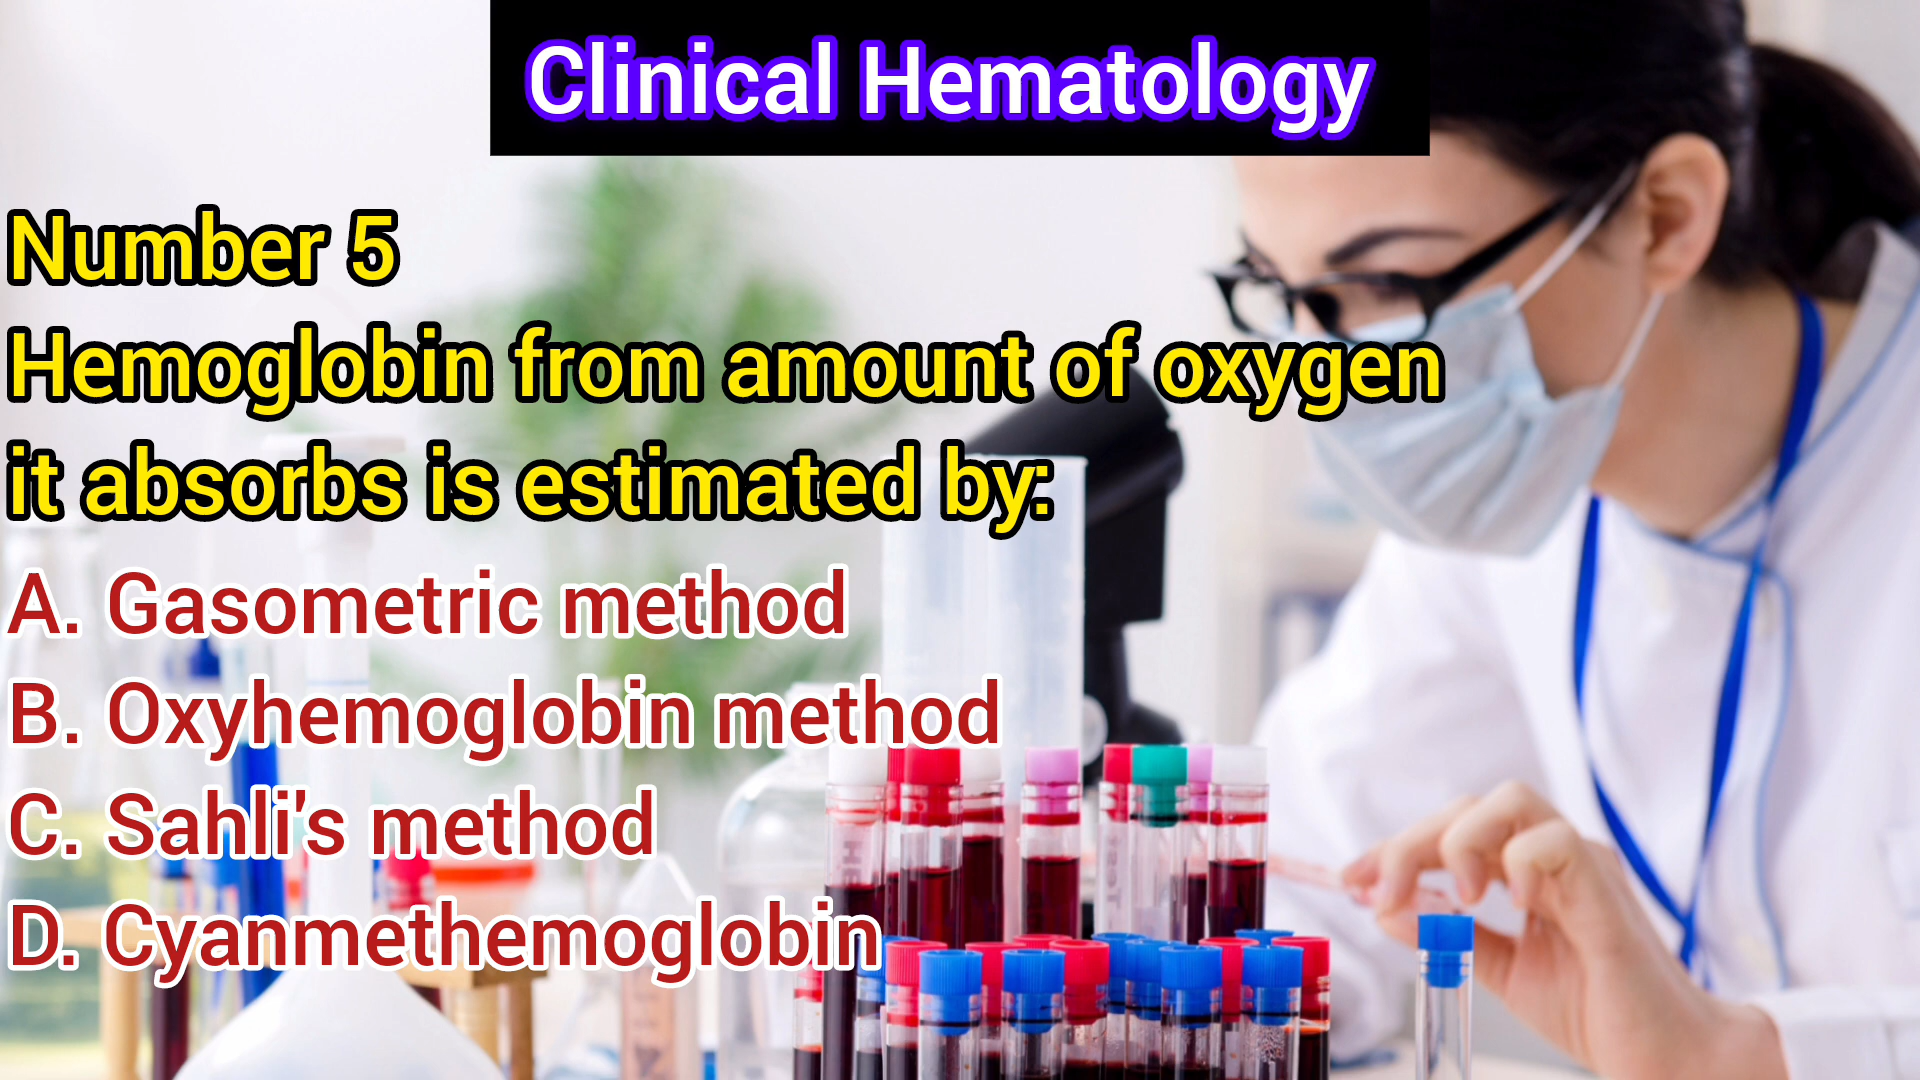 Clinical Hematology
Number 5
Hemoglobin from amount of oxygen
it absorbs is estimated by:
A. Gasometric method
B. Oxyhemoglobin method
C. Sahli's method
D. Cyanmethemoglobin